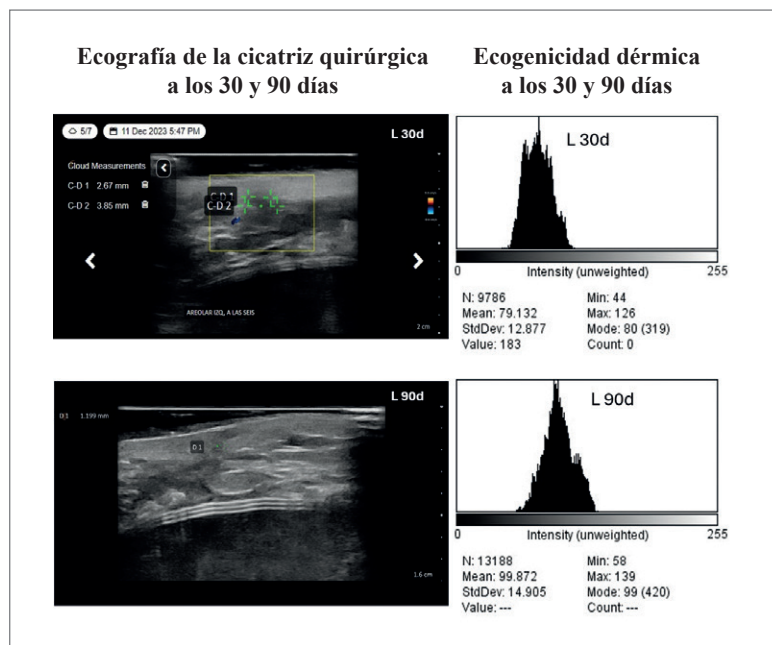 Ecografía de la cicatriz quirúrgica
a los 30 y 90 días
Ecogenicidad dérmica
a los 30 y 90 días
5/7
11 Dec 2023 5:47 PM
L 30d
Cloud Measurements
C-D 1 2.67 mm
C-D 2 3.85 mm
C-D 1
C-D 2
AREOLAR IZQ, A LAS SEIS
2 cm
L 30d
0 255
Intensity (unweighted)
N: 9786 Min: 44
Mean: 79.132 Max: 126
StdDev: 12.877 Mode: 80 (319)
Value: 183 Count: 0
L 90d
1.199 mm
D 1
1.6 cm
L 90d
0 255
Intensity (unweighted)
N: 13188 Min: 58
Mean: 99.872 Max: 139
StdDev: 14.905 Mode: 99 (420)
Value: --- Count: ---